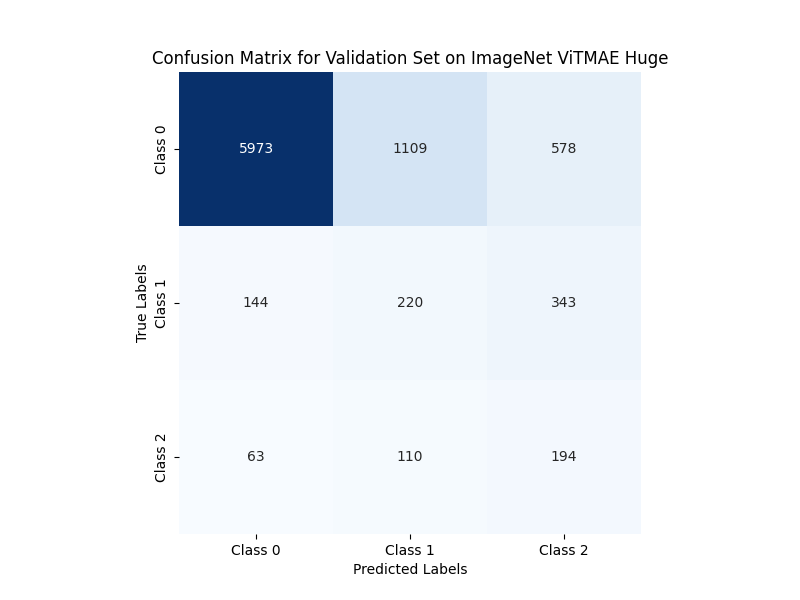 Confusion Matrix for Validation Set on ImageNet ViTMAE Huge
True Labels
Class 0
5973 1109 578
Class 1
144 220 343
Class 2
63 110 194
Class 0 Class 1 Class 2
Predicted Labels